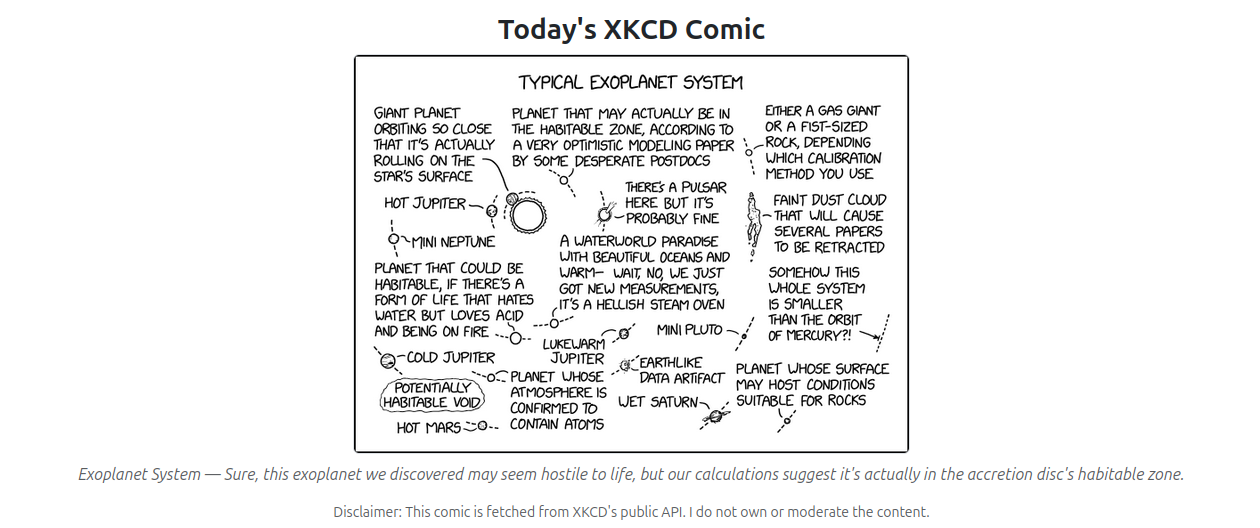 Today's XKCD Comic
TYPICAL EXOPLANET SYSTEM
GIANT PLANET
ORBITING SO CLOSE
THAT IT'S ACTUALLY
ROLLING ON THE
STAR'S SURFACE
PLANET THAT MAY ACTUALLY BE IN
THE HABITABLE ZONE, ACCORDING TO
A VERY OPTIMISTIC MODELING PAPER
BY SOME DESPERATE POSTDOCS
EITHER A GAS GIANT
OR A FIST-SIZED
ROCK, DEPENDING
WHICH CALIBRATION
METHOD YOU USE
HOT JUPITER
THERE'S A PULSAR
HERE BUT IT'S
PROBABLY FINE
FAINT DUST CLOUD
THAT WILL CAUSE
SEVERAL PAPERS
TO BE RETRACTED
MINI NEPTUNE
A WATERWORLD PARADISE
WITH BEAUTIFUL OCEANS AND
WARM— WAIT, NO, WE JUST
GOT NEW MEASUREMENTS,
IT'S A HELLISH STEAM OVEN
PLANET THAT COULD BE
HABITABLE, IF THERE'S A
FORM OF LIFE THAT HATES
WATER BUT LOVES ACID
AND BEING ON FIRE
SOMEHOW THIS
WHOLE SYSTEM
IS SMALLER
THAN THE ORBIT
OF MERCURY?!
LUKEWARM
JUPITER
MINI PLUTO
COLD JUPITER
EARTHLIKE
DATA ARTIFACT
POTENTIALLY
HABITABLE VOID
PLANET WHOSE
ATMOSPHERE IS
CONFIRMED TO
CONTAIN ATOMS
WET SATURN
PLANET WHOSE SURFACE
MAY HOST CONDITIONS
SUITABLE FOR ROCKS
HOT MARS
Exoplanet System — Sure, this exoplanet we discovered may seem hostile to life, but our calculations suggest it's actually in the accretion disc's habitable zone.
Disclaimer: This comic is fetched from XKCD's public API. I do not own or moderate the content.